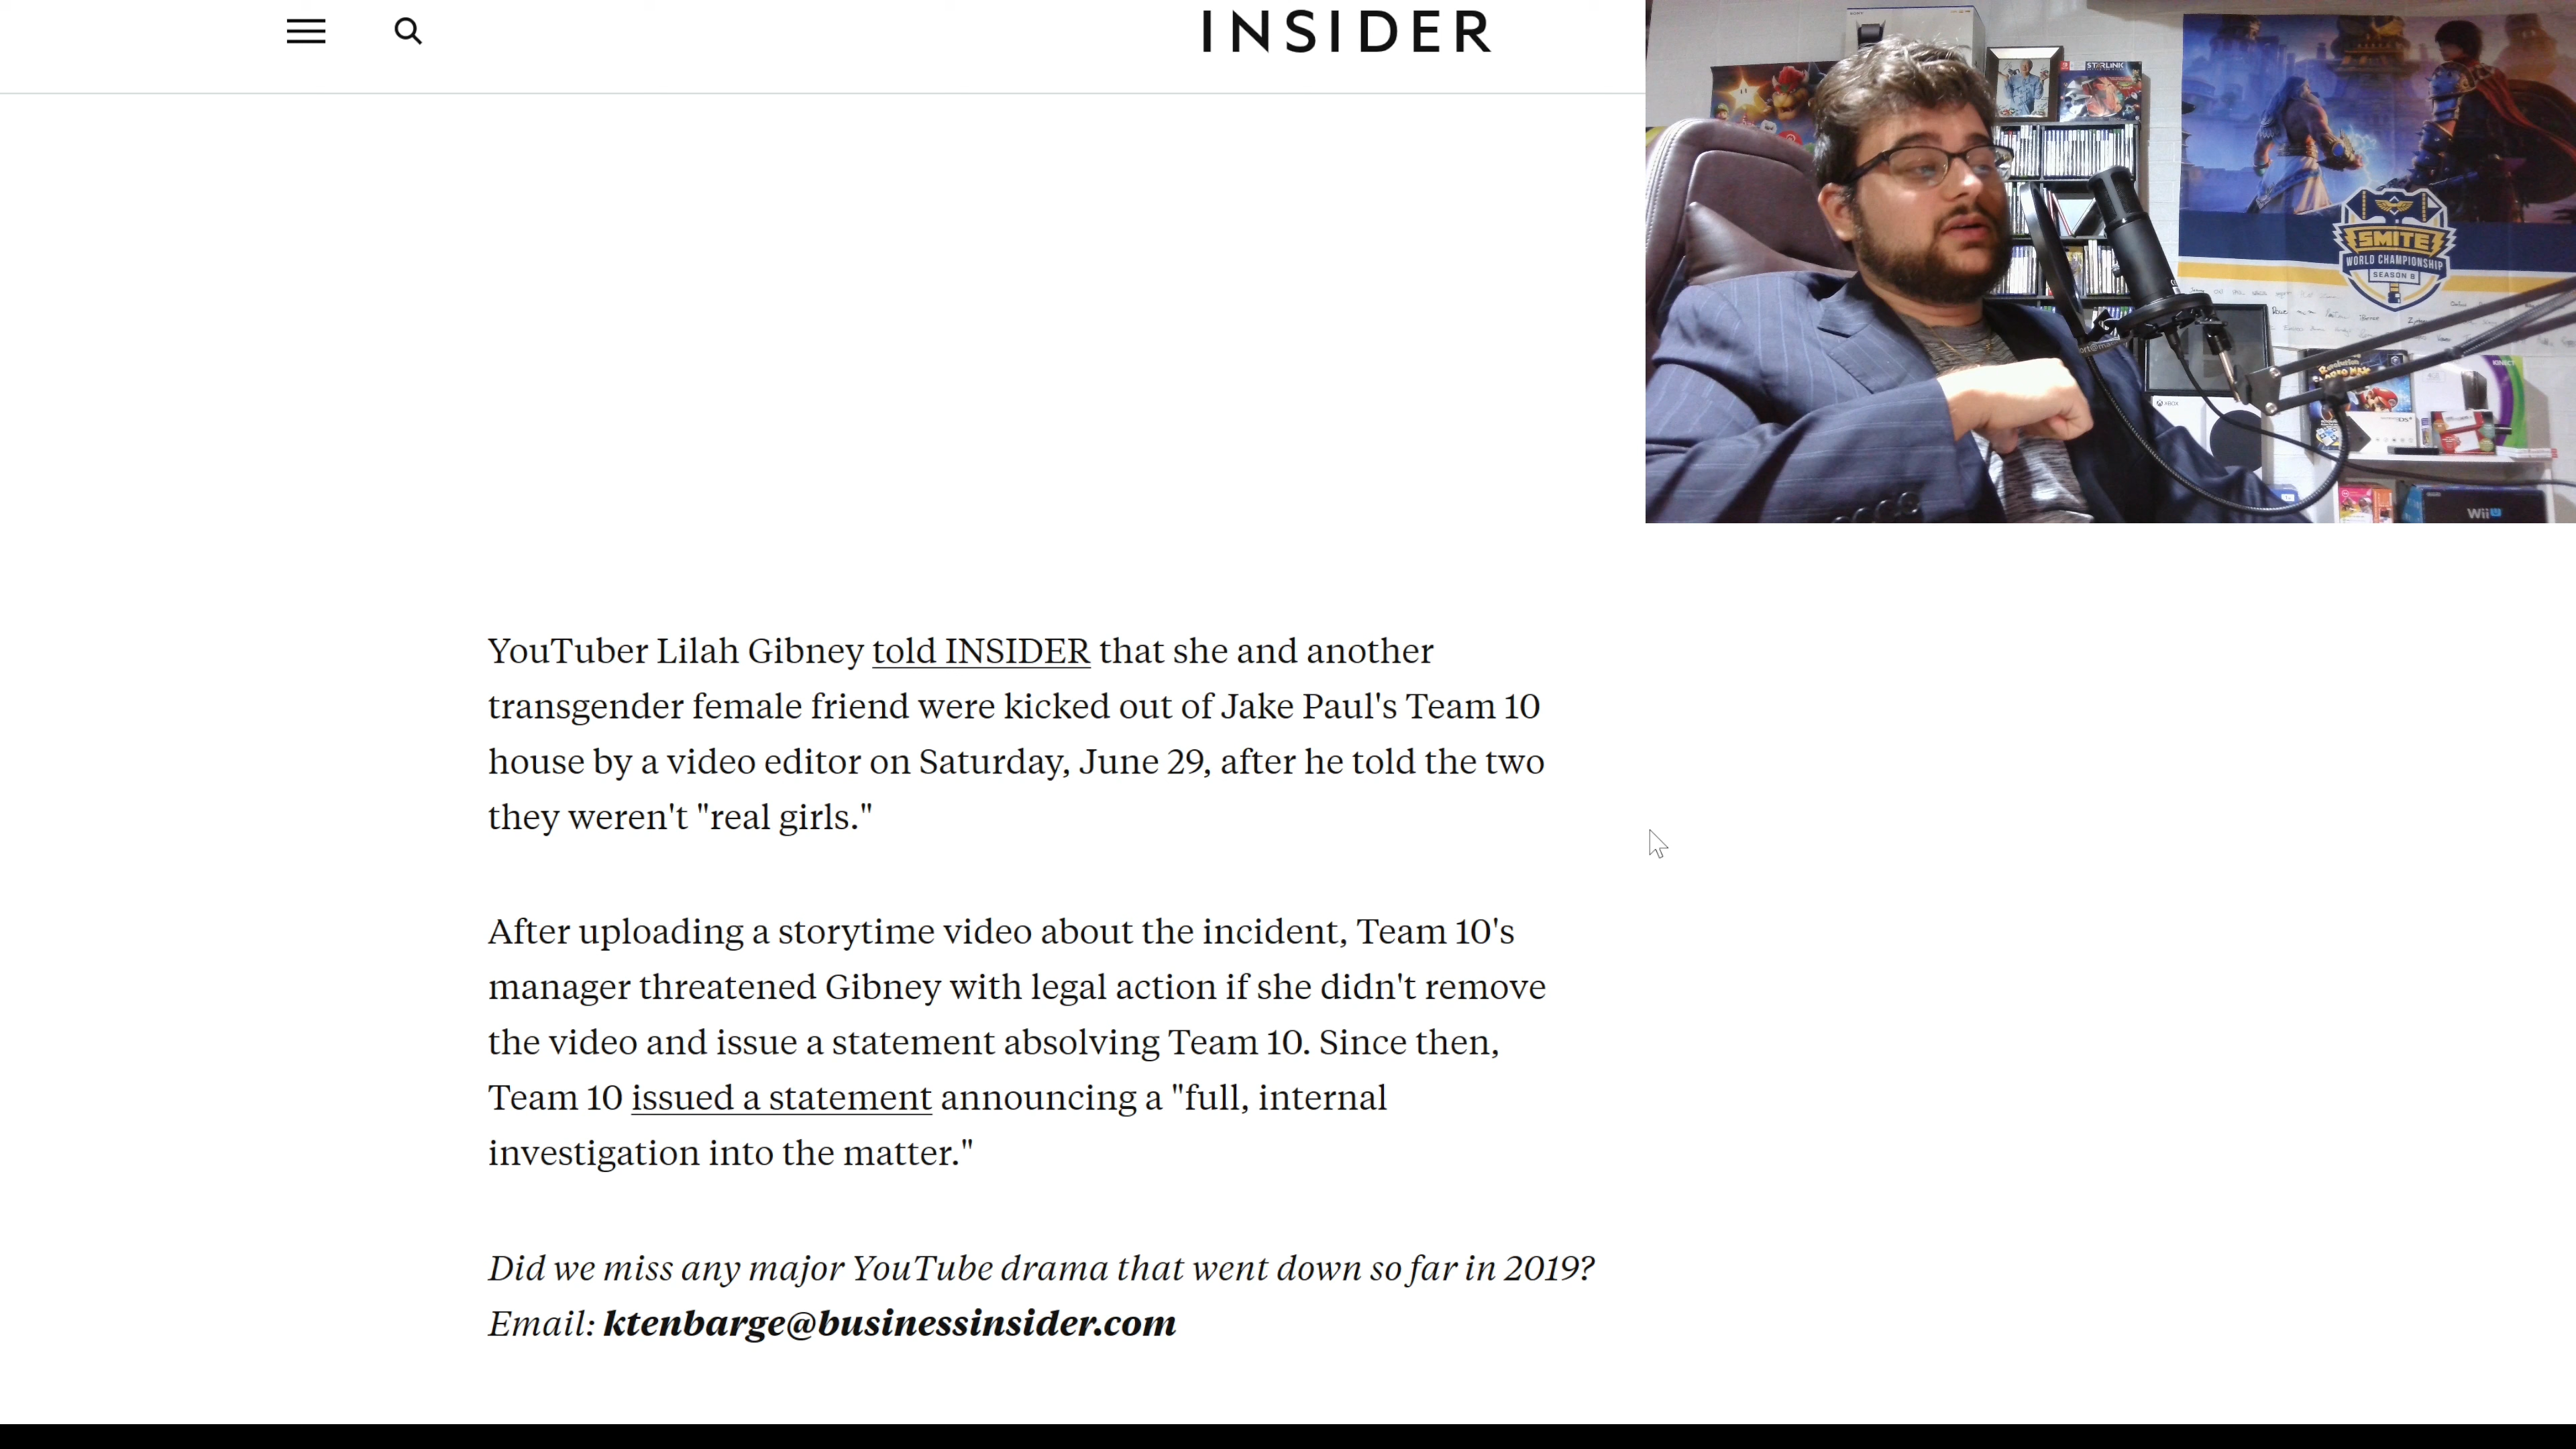 INSIDER
STARLINK
SMITE
WORLD CHAMPIONSHIP
SEASON 8
XBOX
KINECT
WiiU
YouTuber Lilah Gibney told INSIDER that she and another
transgender female friend were kicked out of Jake Paul's Team 10
house by a video editor on Saturday, June 29, after he told the two
they weren't "real girls."
After uploading a storytime video about the incident, Team 10's
manager threatened Gibney with legal action if she didn't remove
the video and issue a statement absolving Team 10. Since then,
Team 10 issued a statement announcing a "full, internal
investigation into the matter."
Did we miss any major YouTube drama that went down so far in 2019?
Email: ktenbarge@businessinsider.com